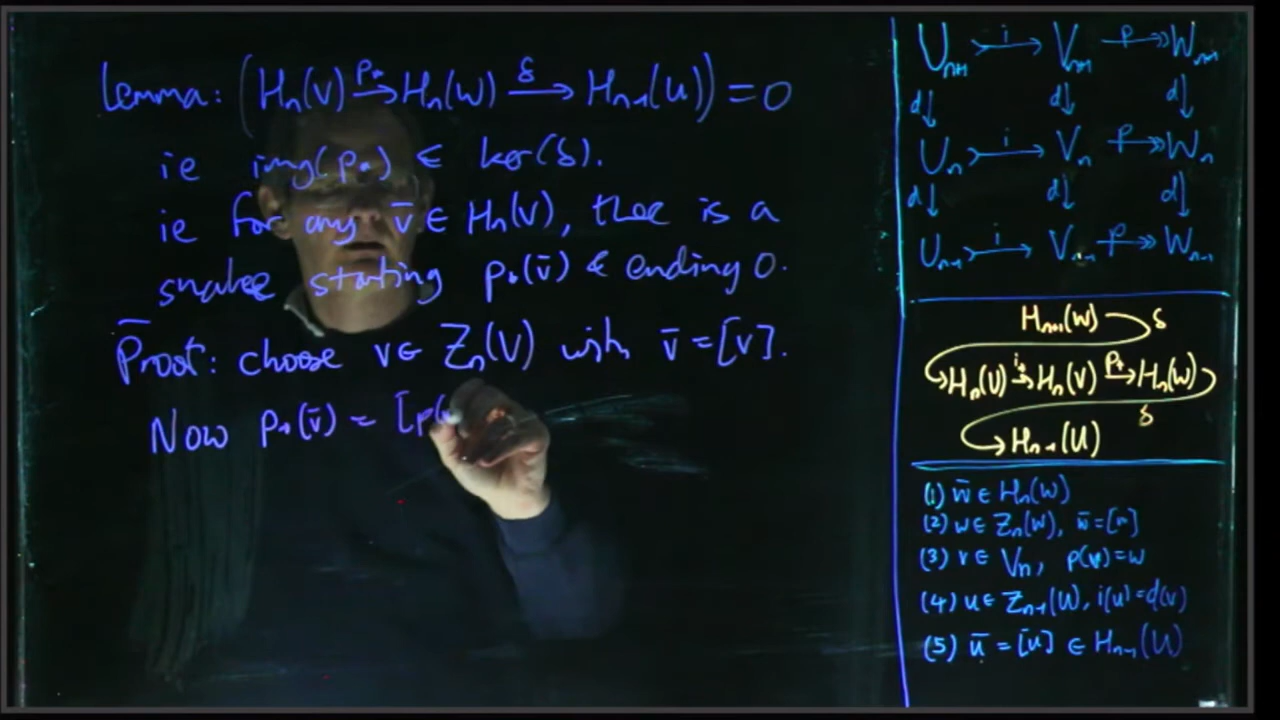 Lemma: (Hₙ(V) —p*→ Hₙ(W) —δ→ Hₙ₋₁(U)) = 0
ie img(p*) ≤ ker(δ).
ie for any v̄ ∈ Hₙ(V), there is a
snake starting p*(v̄) & ending 0.
Proof: choose v ∈ Zₙ(V) with v̄ = [v].
Now p*(v̄) = [p(
Uₙ₊₁ >—i→ Vₙ₊₁ —p→» Wₙ₊₁
d↓ d↓ d↓
Uₙ >—i→ Vₙ —p→» Wₙ
d↓ d↓ d↓
Uₙ₋₁ >—i→ Vₙ₋₁ —p→» Wₙ₋₁
Hₙ₊₁(W) δ
Hₙ(U) —i*→ Hₙ(V) —p*→ Hₙ(W)
δ
Hₙ₋₁(U)
(1) w̄ ∈ Hₙ(W)
(2) w ∈ Zₙ(W), w̄ = [w]
(3) v ∈ Vₙ, p(v) = w
(4) u ∈ Zₙ₋₁(U), i(u) = d(v)
(5) ū = [u] ∈ Hₙ₋₁(U)